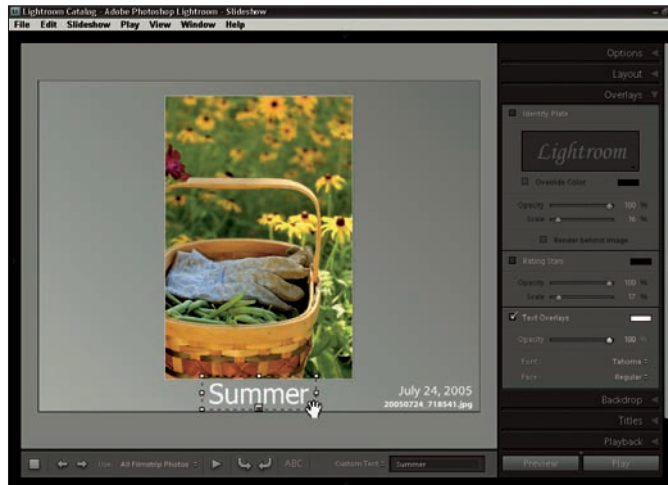 Lightroom Catalog - Adobe Photoshop Lightroom - Slideshow
File Edit Slideshow Play View Window Help
Options
Layout
Overlays
Identity Plate
Lightroom
Override Color
Opacity 100 %
Scale 16 %
Render behind image
Rating Stars
Opacity 100 %
Scale 17 %
Text Overlays
Opacity 100 %
Font: Tahoma
Face: Regular
Backdrop
Titles
Playback
Summer
July 24, 2005
20050724_718541.jpg
Use: All Filmstrip Photos ABC Custom Text Summer
Preview Play